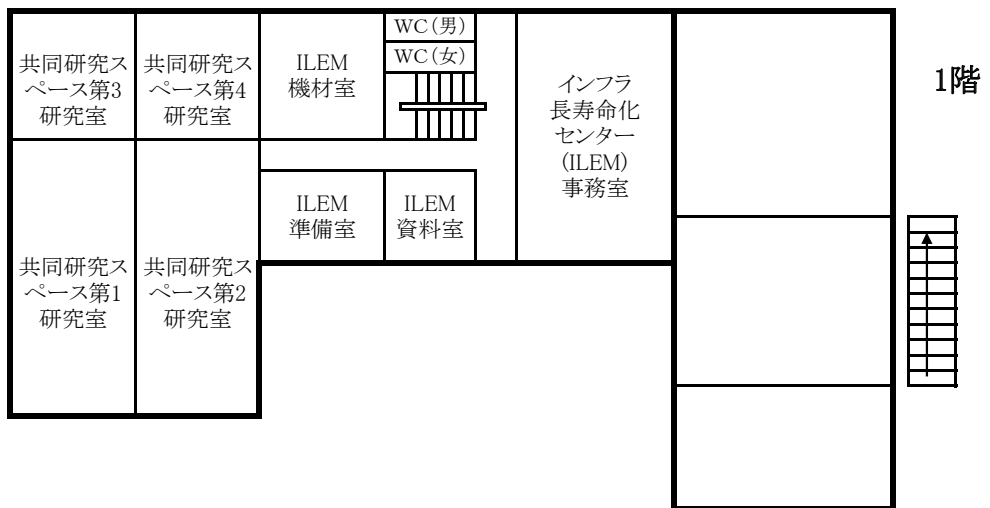 WC(男)
WC(女)
共同研究ス
ペース第3
研究室
共同研究ス
ペース第4
研究室
ILEM
機材室
インフラ
長寿命化
センター
(ILEM)
事務室
1階
ILEM
準備室
ILEM
資料室
共同研究ス
ペース第1
研究室
共同研究ス
ペース第2
研究室